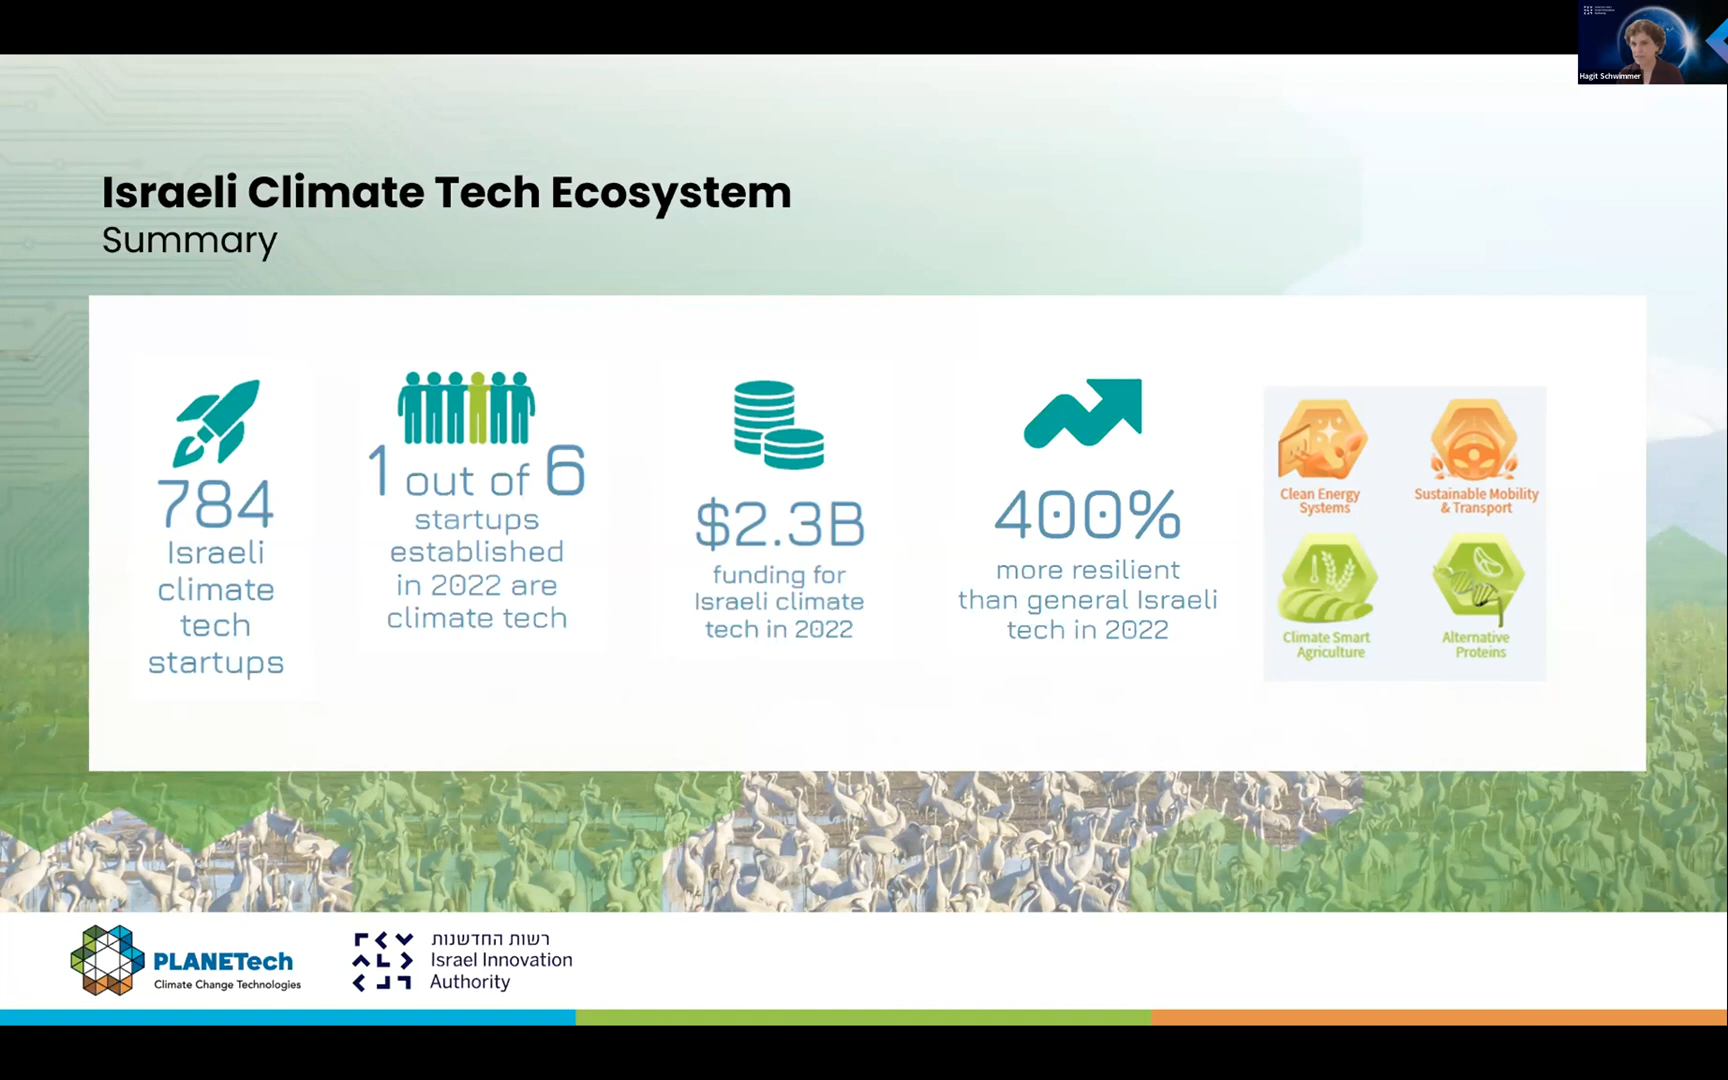 Hagit Schwimmer
Israeli Climate Tech Ecosystem
Summary
784
Israeli
climate
tech
startups
1 out of 6
startups
established
in 2022 are
climate tech
$2.3B
funding for
Israeli climate
tech in 2022
400%
more resilient
than general Israeli
tech in 2022
Clean Energy
Systems
Sustainable Mobility
& Transport
Climate Smart
Agriculture
Alternative
Proteins
PLANETech
Climate Change Technologies
רשות החדשנות
Israel Innovation
Authority